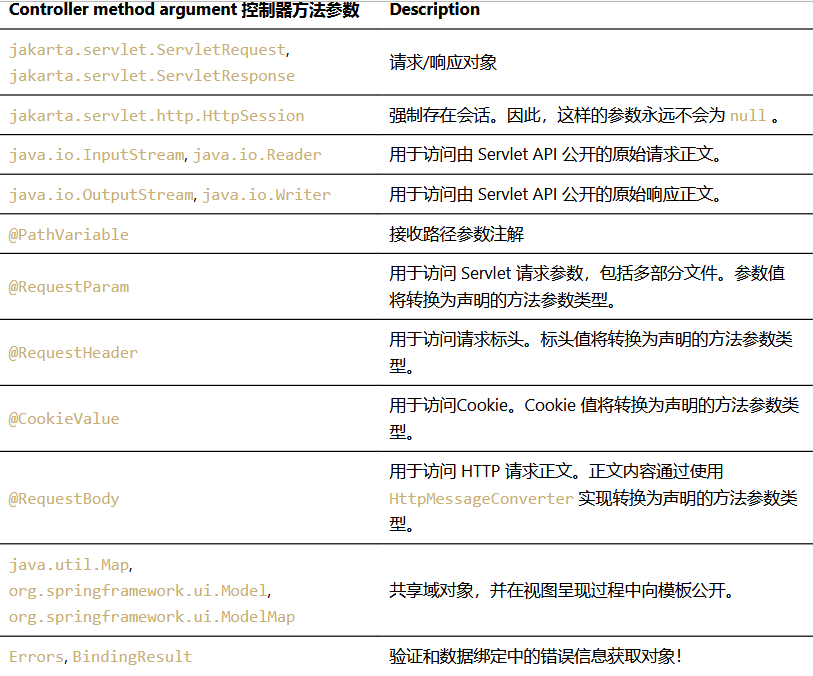 Controller method argument 控制器方法参数 Description
jakarta.servlet.ServletRequest,
jakarta.servlet.ServletResponse
请求/响应对象
jakarta.servlet.http.HttpSession
强制存在会话。因此，这样的参数永远不会为 null 。
java.io.InputStream, java.io.Reader
用于访问由 Servlet API 公开的原始请求正文。
java.io.OutputStream, java.io.Writer
用于访问由 Servlet API 公开的原始响应正文。
@PathVariable
接收路径参数注解
@RequestParam
用于访问 Servlet 请求参数，包括多部分文件。参数值
将转换为声明的方法参数类型。
@RequestHeader
用于访问请求标头。标头值将转换为声明的方法参数类
型。
@CookieValue
用于访问Cookie。Cookie 值将转换为声明的方法参数类
型。
@RequestBody
用于访问 HTTP 请求正文。正文内容通过使用
HttpMessageConverter 实现转换为声明的方法参数类
型。
java.util.Map,
org.springframework.ui.Model,
org.springframework.ui.ModelMap
共享域对象，并在视图呈现过程中向模板公开。
Errors, BindingResult
验证和数据绑定中的错误信息获取对象！